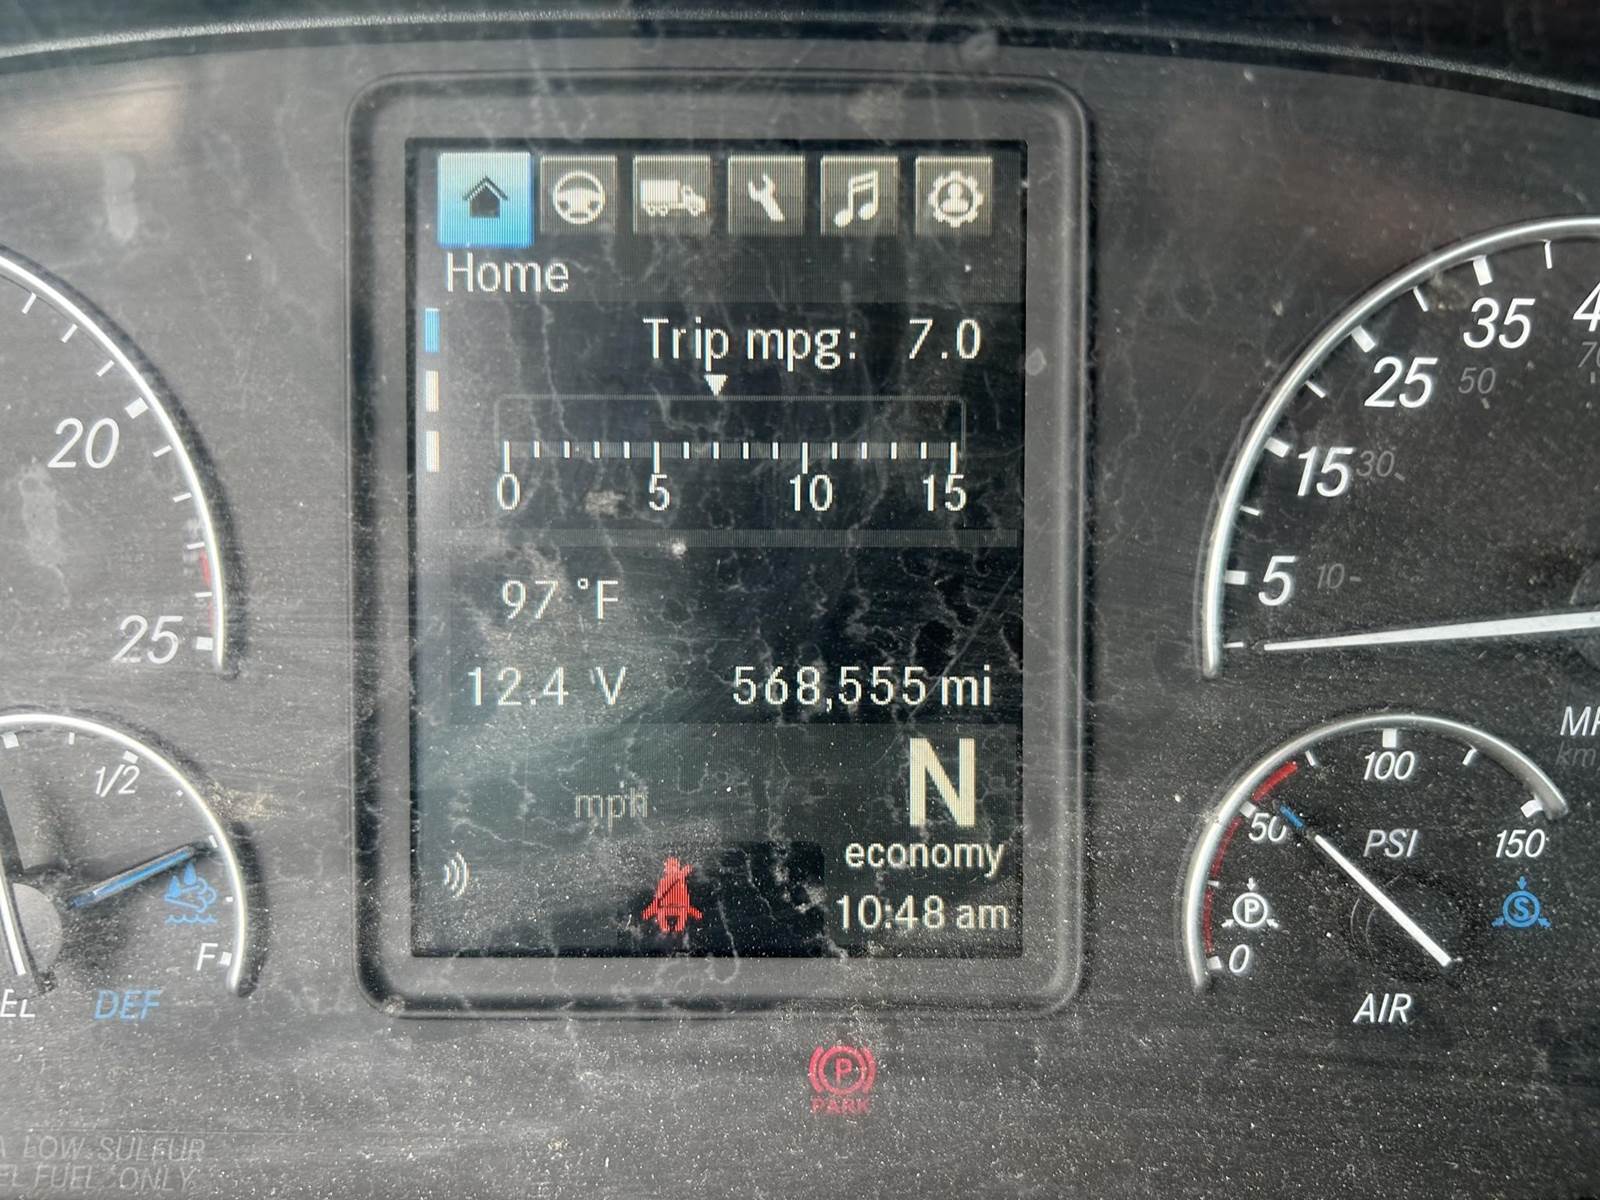 Home
Trip mpg: 7.0
0 5 10 15
97 °F
12.4 V 568,555 mi
mph
N
economy
10:48 am
20
25
1/2
F
DEF
LOW SULFUR
FUEL ONLY
35
25 50
15 30
5 10
100
50 PSI 150
P S
0
AIR
P
PARK